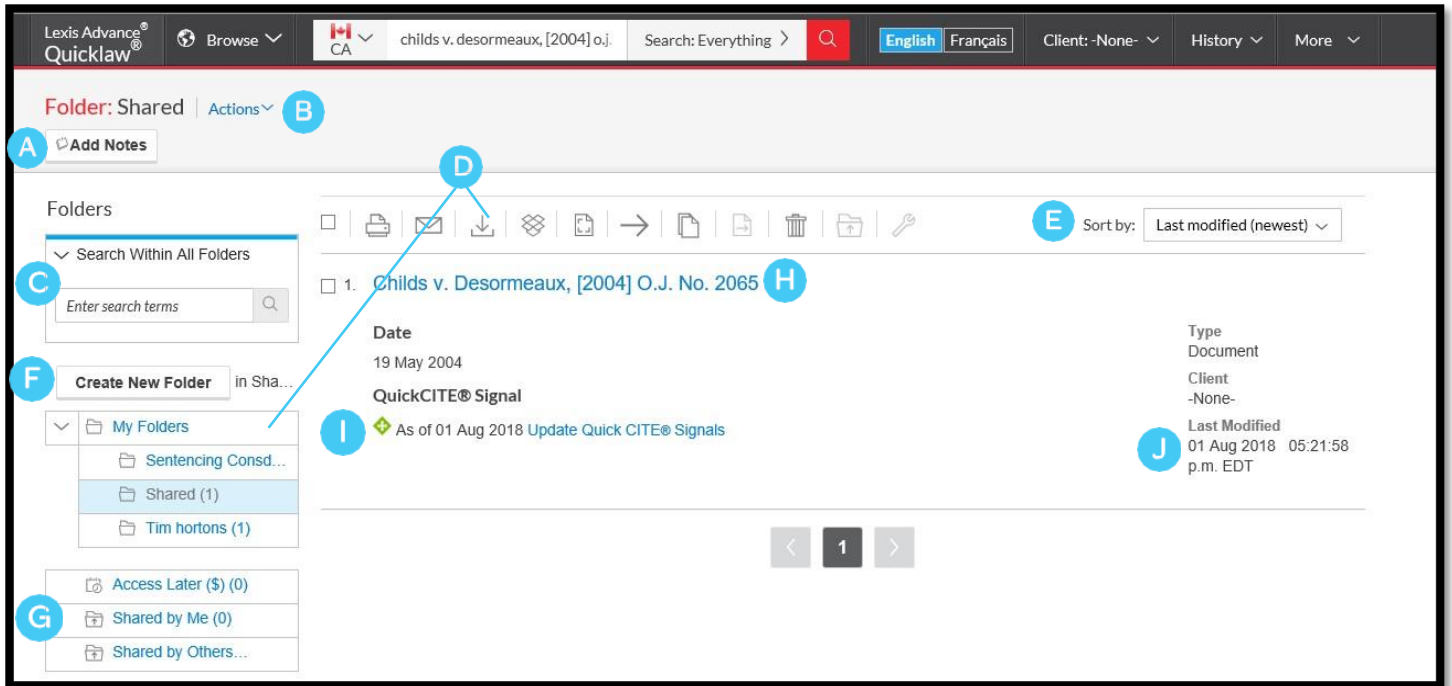 Lexis Advance®
Quicklaw®
Browse
CA
childs v. desormeaux, [2004] o.j.
Search: Everything
English Français
Client: -None-
History
More
Folder: Shared
Actions
B
A
Add Notes
D
Folders
Search Within All Folders
C
Enter search terms
E
Sort by: Last modified (newest)
1. Childs v. Desormeaux, [2004] O.J. No. 2065
H
Date
19 May 2004
QuickCITE® Signal
I
As of 01 Aug 2018 Update Quick CITE® Signals
Type
Document
Client
-None-
Last Modified
J
01 Aug 2018 05:21:58
p.m. EDT
F
Create New Folder in Sha...
My Folders
Sentencing Consd...
Shared (1)
Tim hortons (1)
1
Access Later ($) (0)
G
Shared by Me (0)
Shared by Others...